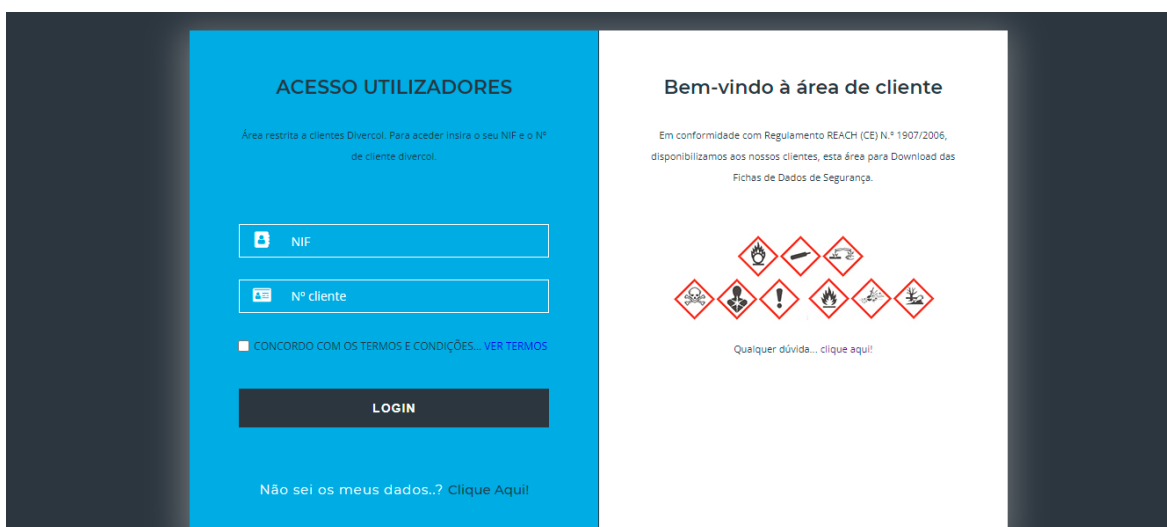 ACESSO UTILIZADORES
Área restrita a clientes Divercol. Para aceder insira o seu NIF e o Nº
de cliente divercol.
NIF
Nº cliente
CONCORDO COM OS TERMOS E CONDIÇÕES... VER TERMOS
LOGIN
Não sei os meus dados..? Clique Aqui!
Bem-vindo à área de cliente
Em conformidade com Regulamento REACH (CE) N.º 1907/2006,
disponibilizamos aos nossos clientes, esta área para Download das
Fichas de Dados de Segurança.
Qualquer dúvida... clique aqui!